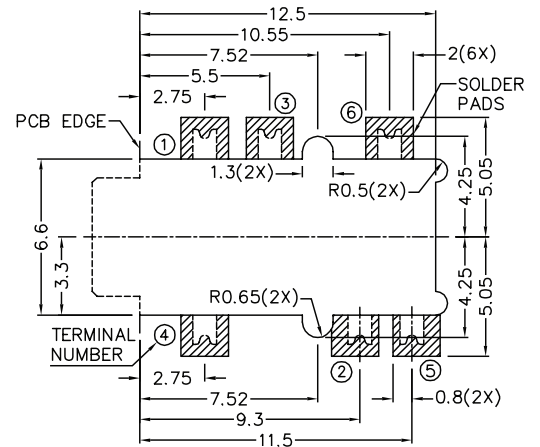 12.5
10.55
7.52
2(6X)
5.5
2.75
③
⑥
SOLDER
PADS
PCB EDGE
①
1.3(2X)
R0.5(2X)
4.25
5.05
6.6
3.3
R0.65(2X)
4.25
5.05
TERMINAL
NUMBER
④
②
⑤
2.75
0.8(2X)
7.52
9.3
11.5